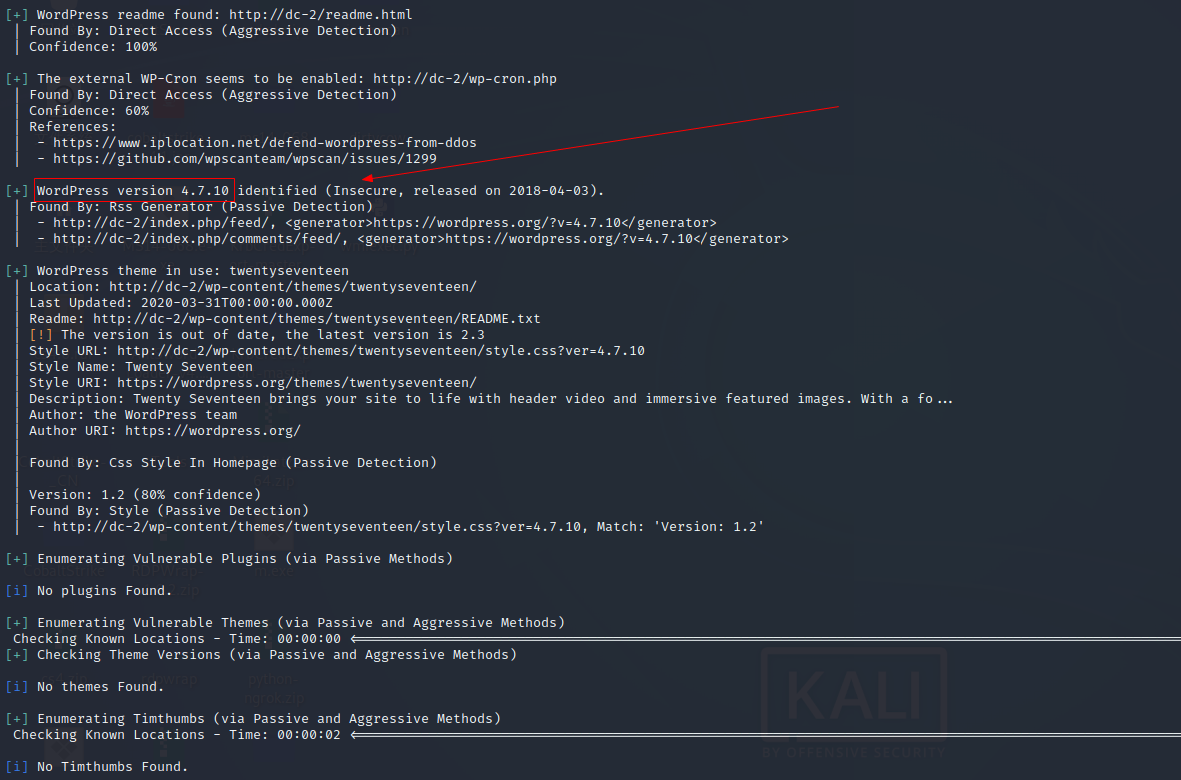 [+] WordPress readme found: http://dc-2/readme.html
| Found By: Direct Access (Aggressive Detection)
| Confidence: 100%
[+] The external WP-Cron seems to be enabled: http://dc-2/wp-cron.php
| Found By: Direct Access (Aggressive Detection)
| Confidence: 60%
| References:
|  - https://www.iplocation.net/defend-wordpress-from-ddos
|  - https://github.com/wpscanteam/wpscan/issues/1299
[+] WordPress version 4.7.10 identified (Insecure, released on 2018-04-03).
| Found By: Rss Generator (Passive Detection)
|  - http://dc-2/index.php/feed/, <generator>https://wordpress.org/?v=4.7.10</generator>
|  - http://dc-2/index.php/comments/feed/, <generator>https://wordpress.org/?v=4.7.10</generator>
[+] WordPress theme in use: twentyseventeen
| Location: http://dc-2/wp-content/themes/twentyseventeen/
| Last Updated: 2020-03-31T00:00:00.000Z
| Readme: http://dc-2/wp-content/themes/twentyseventeen/README.txt
| [!] The version is out of date, the latest version is 2.3
| Style URL: http://dc-2/wp-content/themes/twentyseventeen/style.css?ver=4.7.10
| Style Name: Twenty Seventeen
| Style URI: https://wordpress.org/themes/twentyseventeen/
| Description: Twenty Seventeen brings your site to life with header video and immersive featured images. With a fo...
| Author: the WordPress team
| Author URI: https://wordpress.org/
|
| Found By: Css Style In Homepage (Passive Detection)
|
| Version: 1.2 (80% confidence)
| Found By: Style (Passive Detection)
|  - http://dc-2/wp-content/themes/twentyseventeen/style.css?ver=4.7.10, Match: 'Version: 1.2'
[+] Enumerating Vulnerable Plugins (via Passive Methods)
[i] No plugins Found.
[+] Enumerating Vulnerable Themes (via Passive and Aggressive Methods)
Checking Known Locations - Time: 00:00:00 <====
[+] Checking Theme Versions (via Passive and Aggressive Methods)
[i] No themes Found.
[+] Enumerating Timthumbs (via Passive and Aggressive Methods)
Checking Known Locations - Time: 00:00:02 <====
[i] No Timthumbs Found.
KALI
BY OFFENSIVE SECURITY